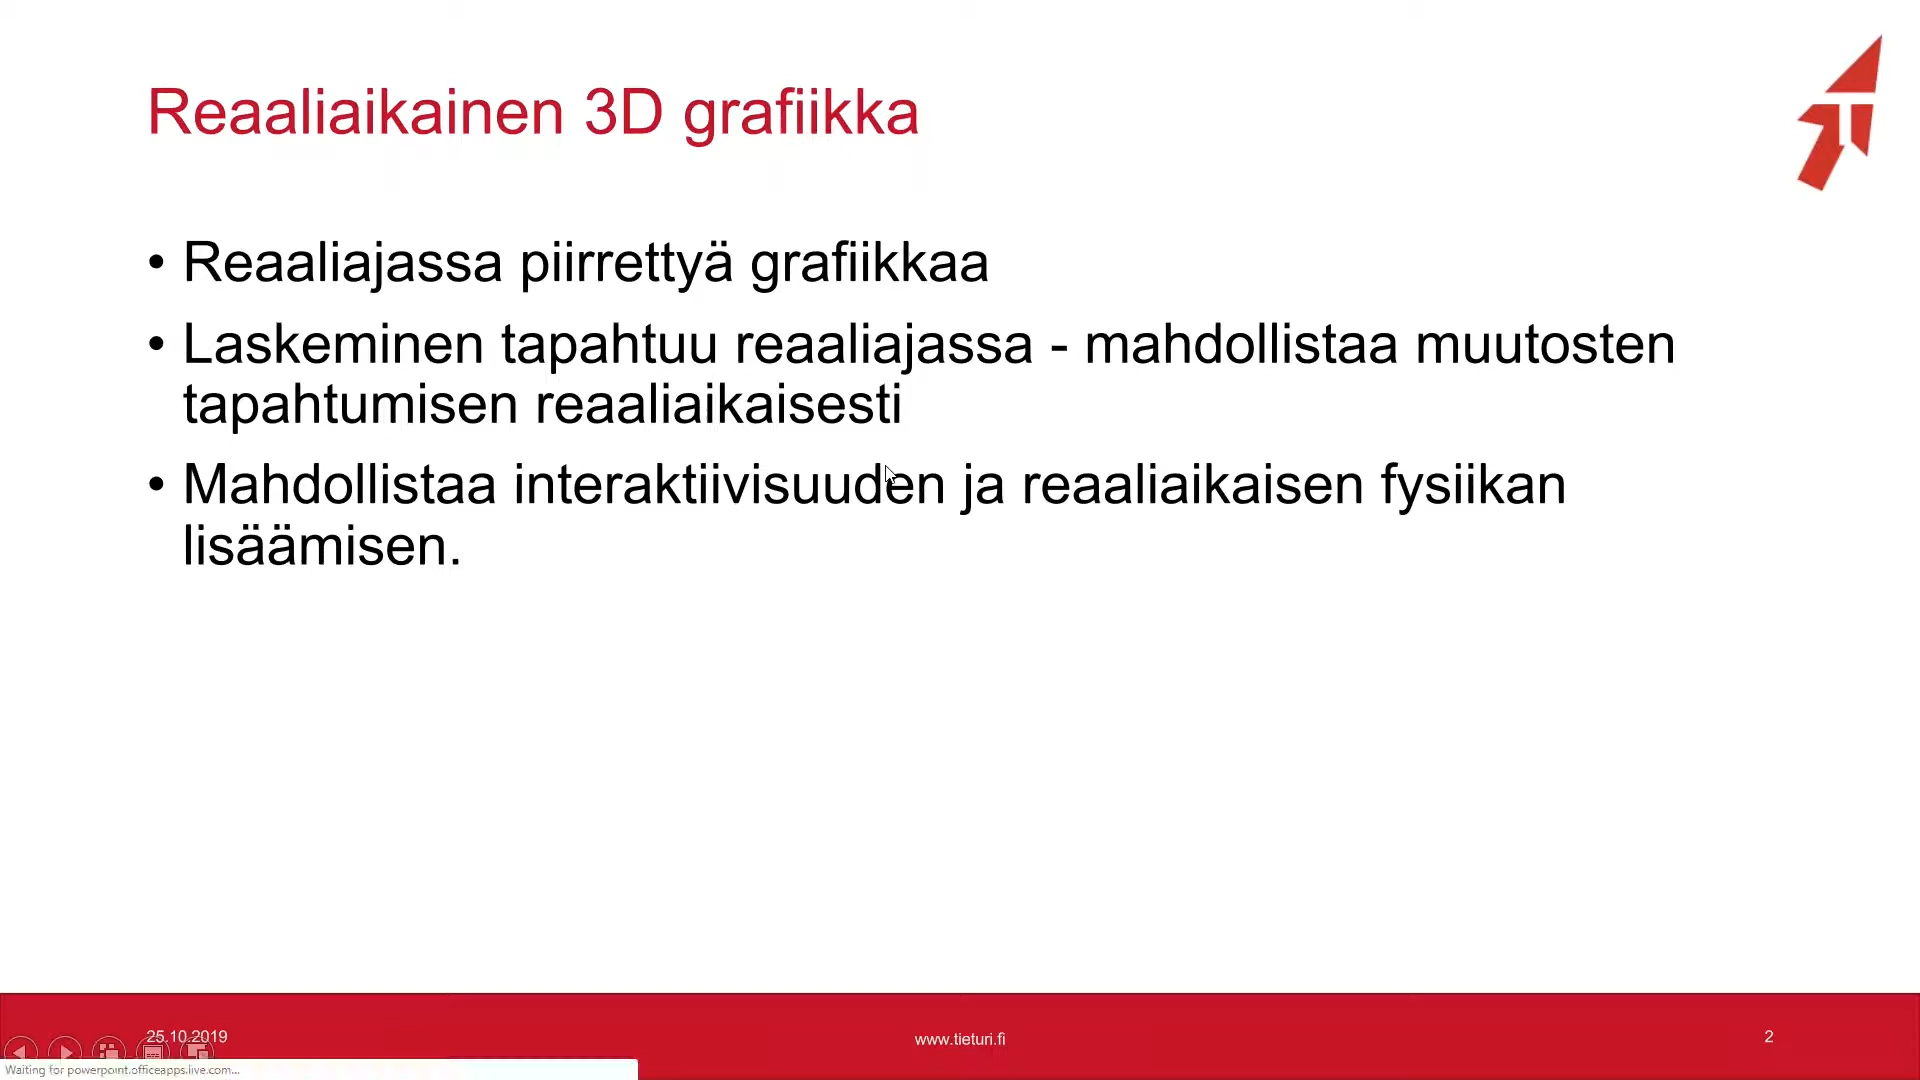 Reaaliaikainen 3D grafiikka
• Reaaliajassa piirrettyä grafiikkaa
• Laskeminen tapahtuu reaaliajassa - mahdollistaa muutosten
tapahtumisen reaaliaikaisesti
• Mahdollistaa interaktiivisuuden ja reaaliaikaisen fysiikan
lisäämisen.
25.10.2019
www.tieturi.fi
2
Waiting for powerpoint.officeapps.live.com...